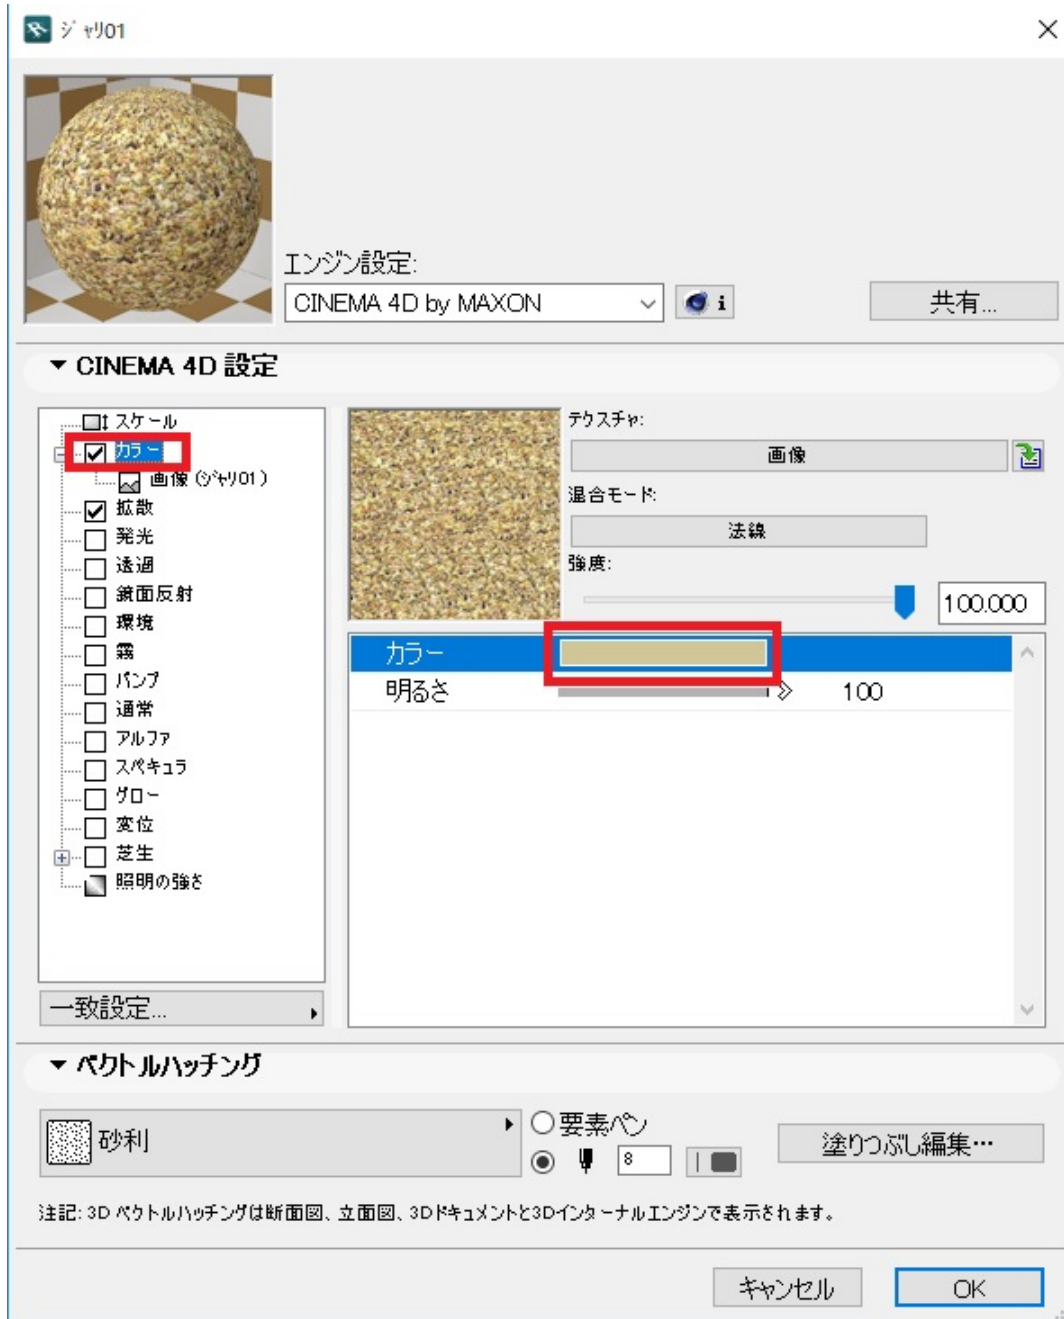 ジャリ01
エンジン設定:
CINEMA 4D by MAXON
i
共有...
CINEMA 4D 設定
スケール
カラー
画像 (ジャリ01)
拡散
発光
透過
鏡面反射
環境
霧
バンプ
通常
アルファ
スペキュラ
グロー
変位
芝生
照明の強さ
一致設定...
テクスチャ:
画像
混合モード:
法線
強度:
100.000
カラー
明るさ 100
ベクトルハッチング
砂利
要素ペン
8
塗りつぶし編集…
注記: 3D ベクトルハッチングは断面図、立面図、3Dドキュメントと3Dインターナルエンジンで表示されます。
キャンセル
OK